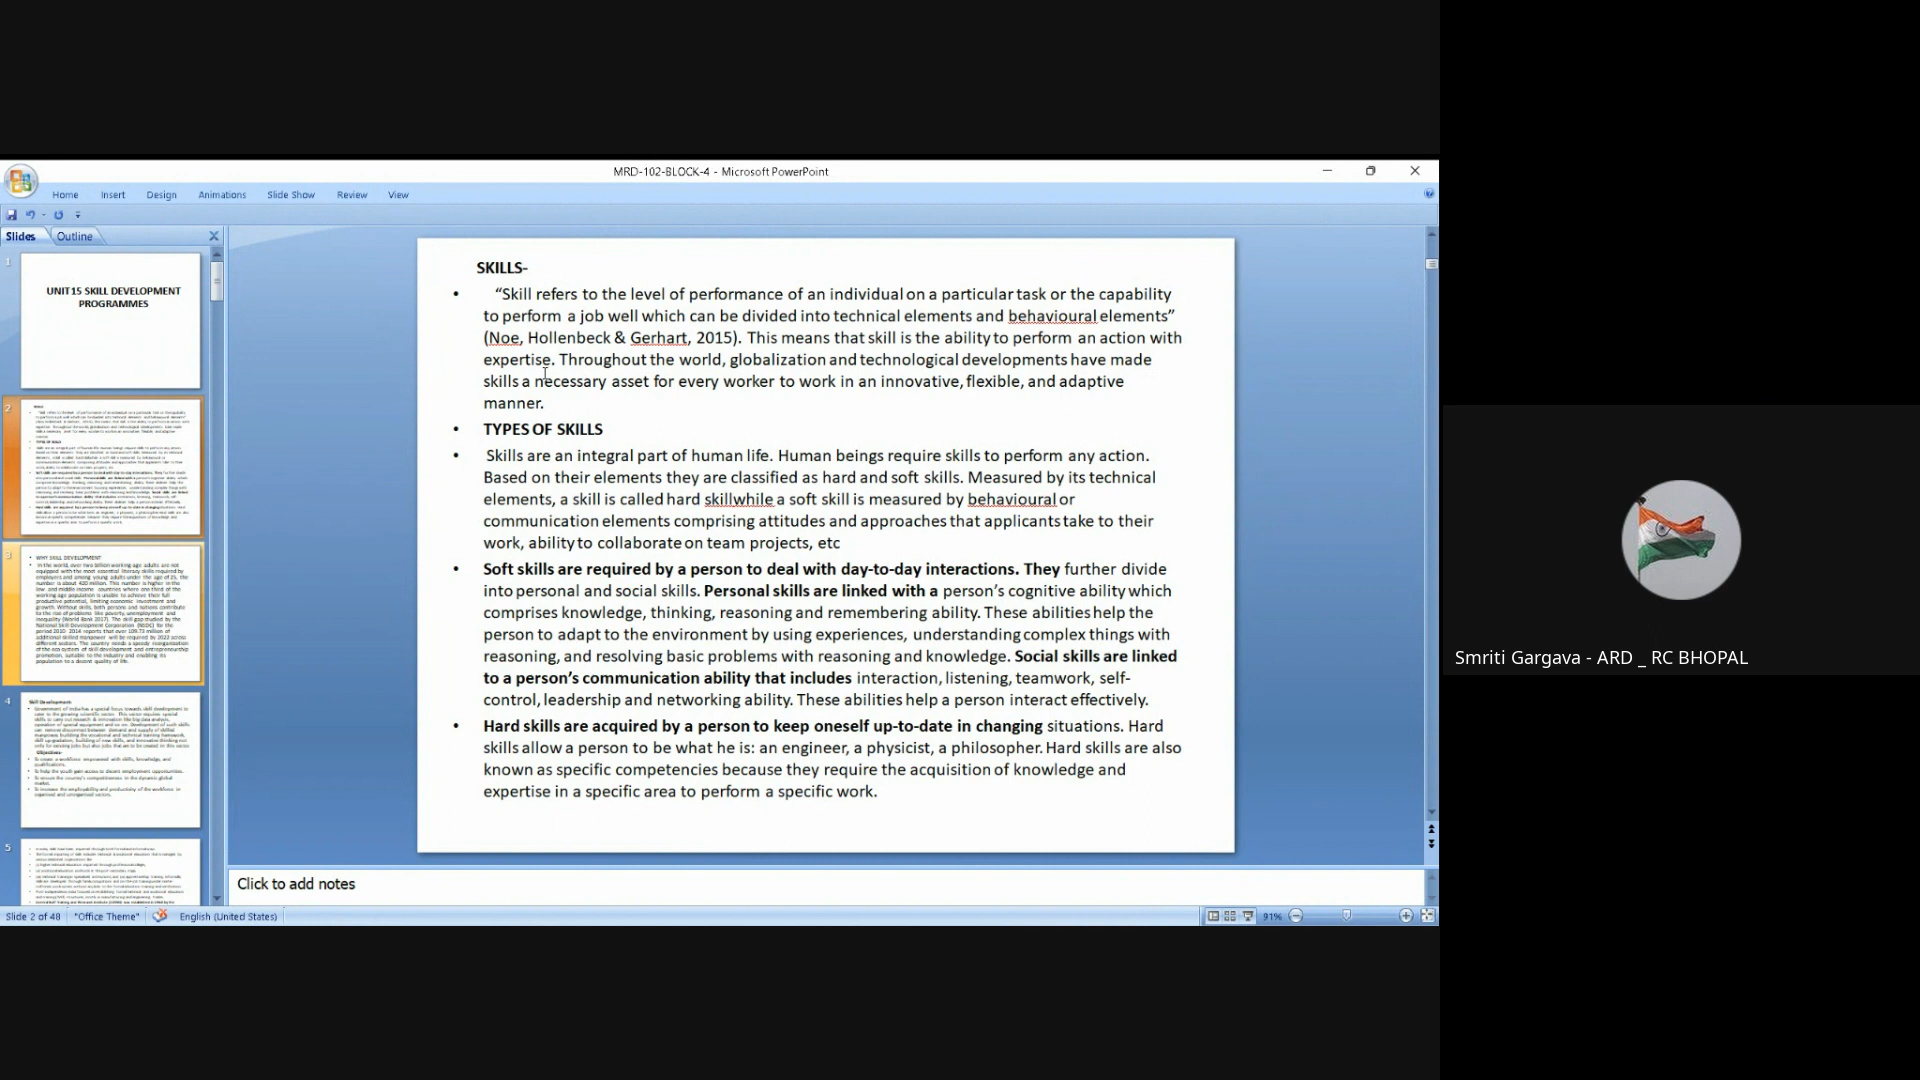 MRD-102-BLOCK-4 - Microsoft PowerPoint
Home Insert Design Animations Slide Show Review View
Slides Outline
1
UNIT15 SKILL DEVELOPMENT
PROGRAMMES
2
3
WHY SKILL DEVELOPMENT
4
Skill Development-
Objectives-
5
SKILLS-
• “Skill refers to the level of performance of an individual on a particular task or the capability
to perform a job well which can be divided into technical elements and behavioural elements”
(Noe, Hollenbeck & Gerhart, 2015). This means that skill is the ability to perform an action with
expertise. Throughout the world, globalization and technological developments have made
skills a necessary asset for every worker to work in an innovative, flexible, and adaptive
manner.
• TYPES OF SKILLS
• Skills are an integral part of human life. Human beings require skills to perform any action.
Based on their elements they are classified as hard and soft skills. Measured by its technical
elements, a skill is called hard skillwhile a soft skill is measured by behavioural or
communication elements comprising attitudes and approaches that applicants take to their
work, ability to collaborate on team projects, etc
• Soft skills are required by a person to deal with day-to-day interactions. They further divide
into personal and social skills. Personal skills are linked with a person’s cognitive ability which
comprises knowledge, thinking, reasoning and remembering ability. These abilities help the
person to adapt to the environment by using experiences, understanding complex things with
reasoning, and resolving basic problems with reasoning and knowledge. Social skills are linked
to a person’s communication ability that includes interaction, listening, teamwork, self-
control, leadership and networking ability. These abilities help a person interact effectively.
• Hard skills are acquired by a person to keep oneself up-to-date in changing situations. Hard
skills allow a person to be what he is: an engineer, a physicist, a philosopher. Hard skills are also
known as specific competencies because they require the acquisition of knowledge and
expertise in a specific area to perform a specific work.
Click to add notes
Slide 2 of 48 "Office Theme" English (United States) 91%
Smriti Gargava - ARD _ RC BHOPAL